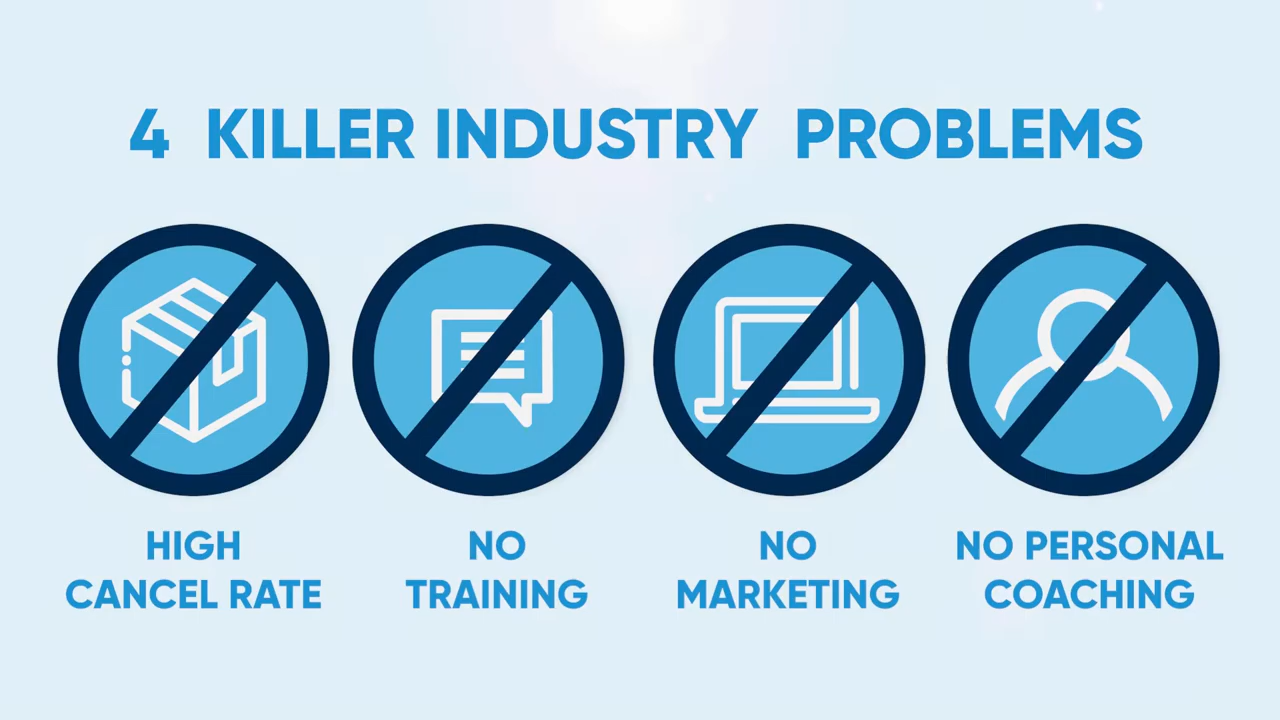 4 KILLER INDUSTRY PROBLEMS
HIGH
CANCEL RATE
NO
TRAINING
NO
MARKETING
NO PERSONAL
COACHING